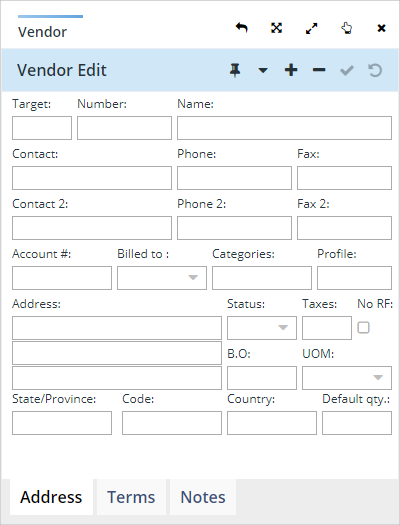 Vendor
Vendor Edit
Target: Number: Name:
Contact: Phone: Fax:
Contact 2: Phone 2: Fax 2:
Account #: Billed to : Categories: Profile:
Address: Status: Taxes: No RF:
B.O: UOM:
State/Province: Code: Country: Default qty.:
Address Terms Notes